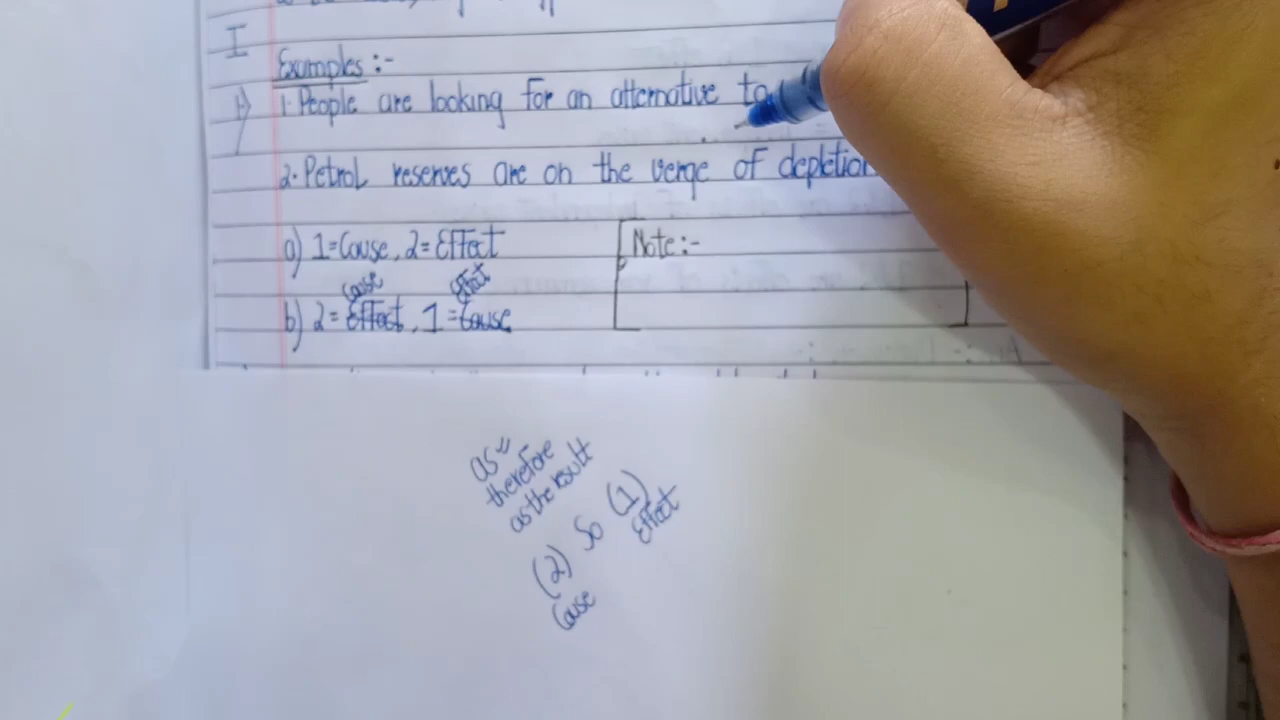 I
Examples :-
1) 1. People are looking for an alternative to
2. Petrol reserves are on the verge of depletion
a) 1=Cause, 2=Effect
Note:-
Cause Effect
b) 2=Effect, 1=Cause
as"
therefore
as the result
(2) So (1)
Cause Effect